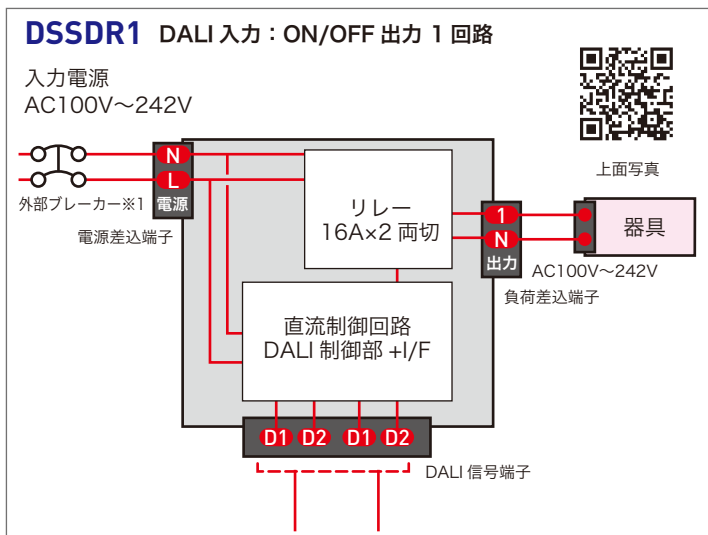 DSSDR1 DALI 入力：ON/OFF 出力 1 回路
入力電源
AC100V〜242V
上面写真
N
L
電源
外部ブレーカー※1
電源差込端子
リレー
16A×2 両切
1
N
出力
器具
AC100V〜242V
負荷差込端子
直流制御回路
DALI 制御部 +I/F
D1 D2 D1 D2
DALI 信号端子